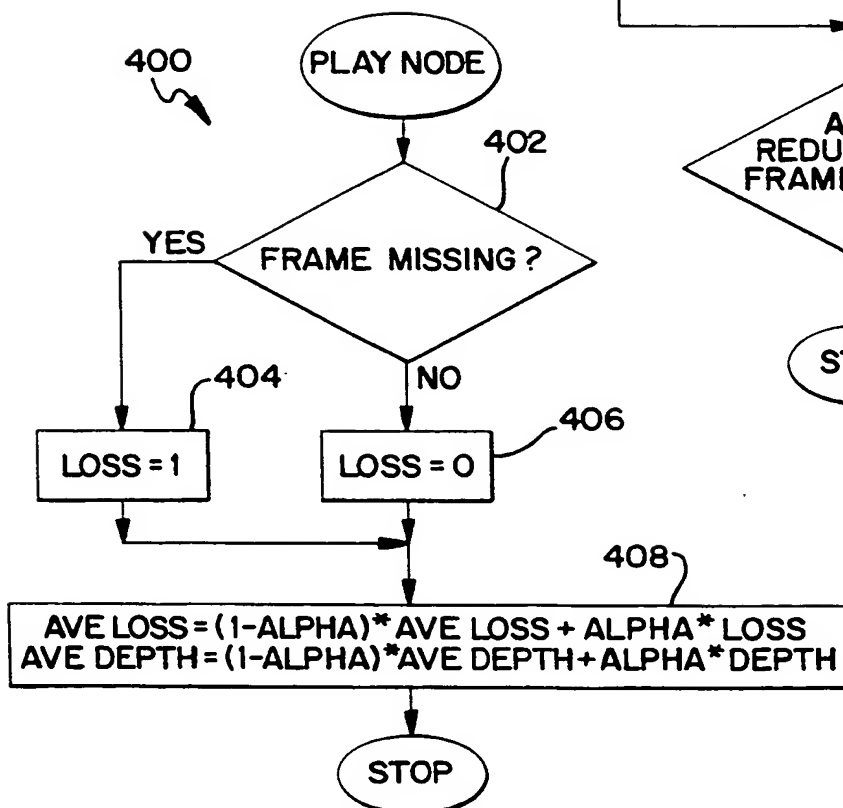 400
PLAY NODE
402
YES
FRAME MISSING?
NO
404
LOSS = 1
406
LOSS = 0
408
AVE LOSS = (1-ALPHA)* AVE LOSS + ALPHA* LOSS
AVE DEPTH = (1-ALPHA)*AVE DEPTH + ALPHA* DEPTH
STOP